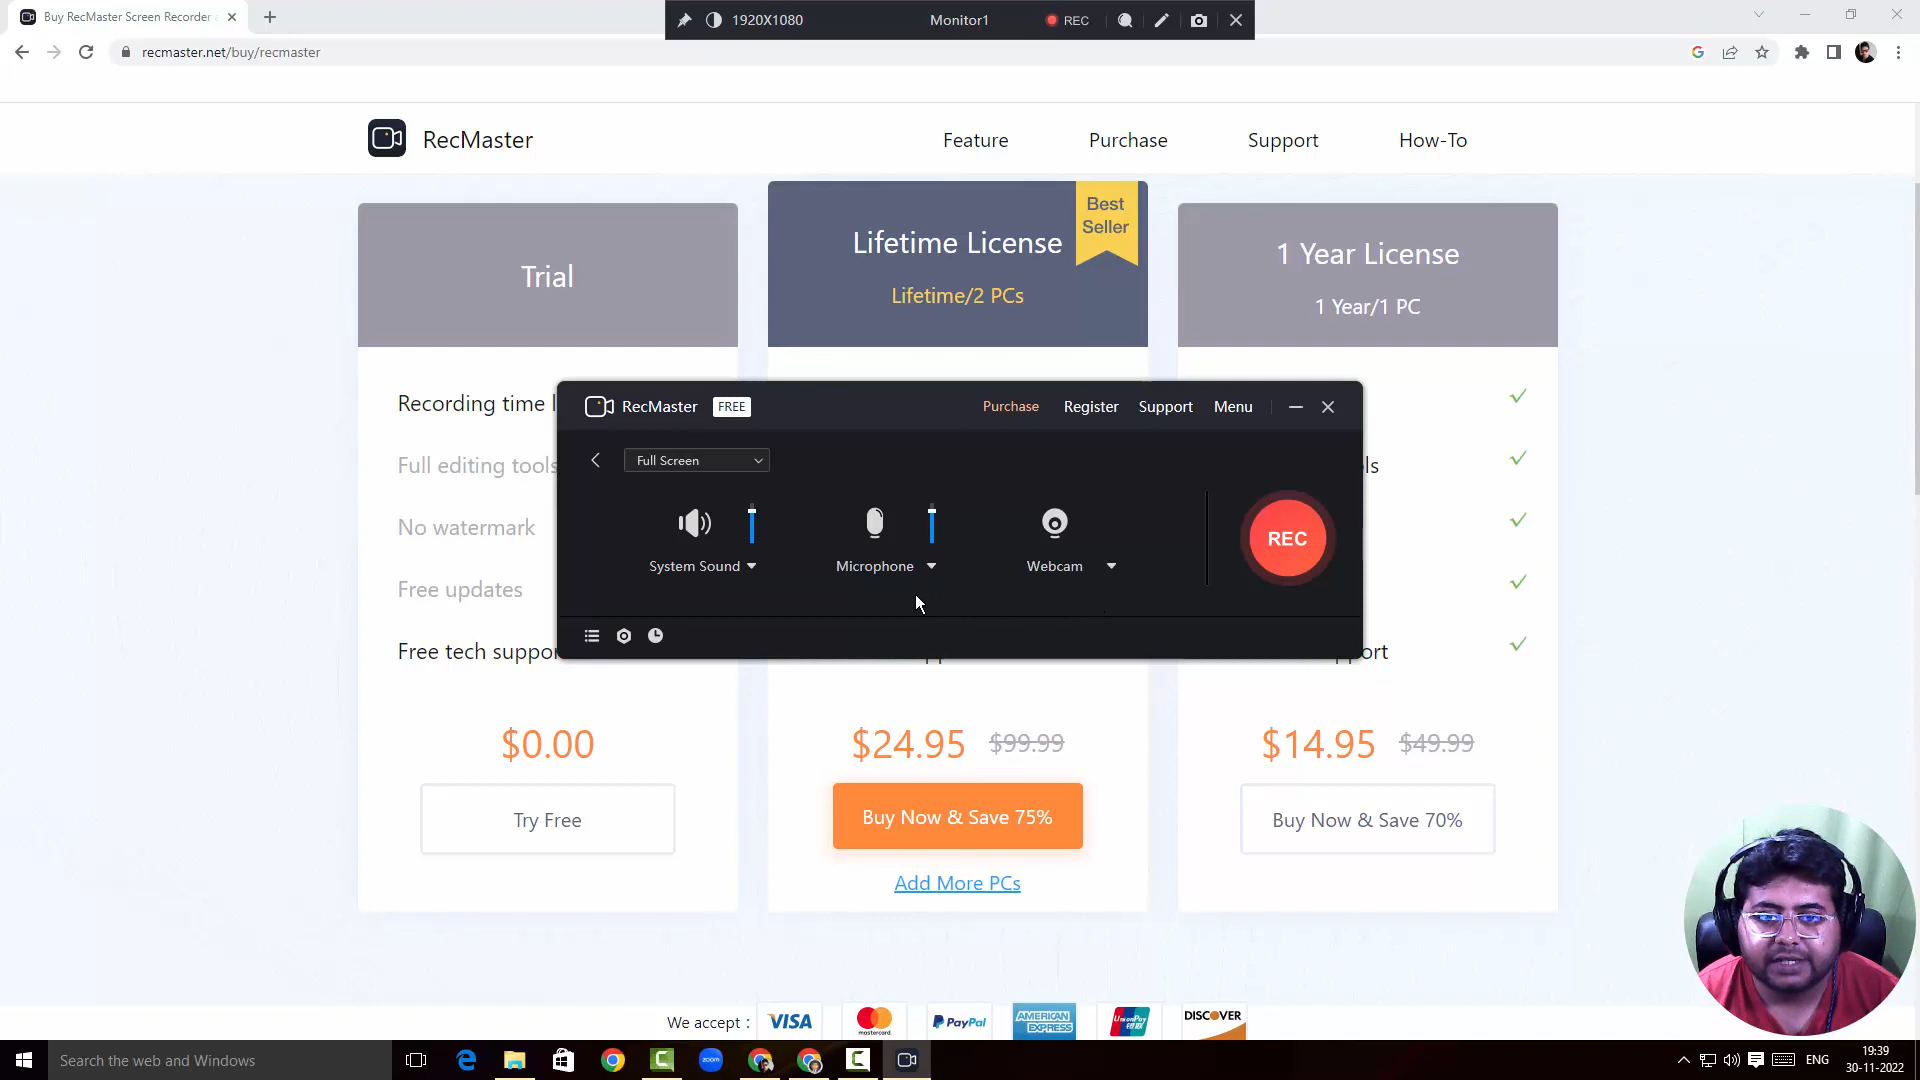 Buy RecMaster Screen Recorder
1920X1080
Monitor1
REC
recmaster.net/buy/recmaster
RecMaster
Feature
Purchase
Support
How-To
Trial
Lifetime License
Lifetime/2 PCs
Best
Seller
1 Year License
1 Year/1 PC
Recording time l
Full editing tools
No watermark
Free updates
Free tech suppor
RecMaster
FREE
Purchase
Register
Support
Menu
Full Screen
System Sound
Microphone
Webcam
REC
ls
ort
$0.00
Try Free
$24.95 $99.99
Buy Now & Save 75%
Add More PCs
$14.95 $49.99
Buy Now & Save 70%
We accept :
VISA
mastercard
PayPal
AMERICAN
EXPRESS
UnionPay
银联
DISCOVER
Search the web and Windows
zoom
ENG
19:39
30-11-2022